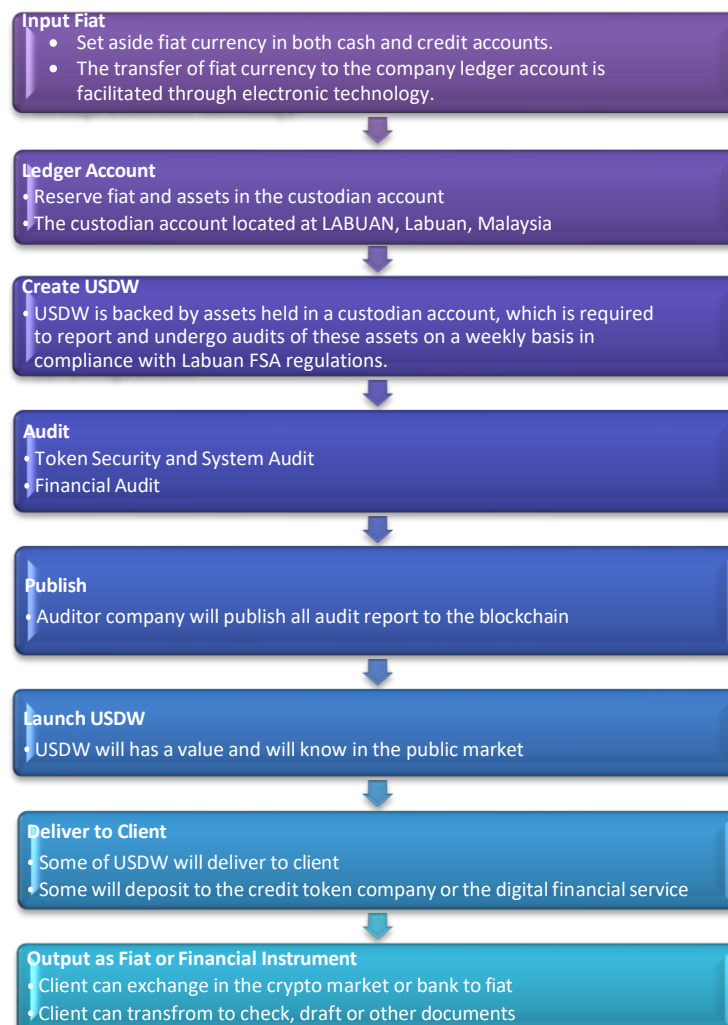 Input Fiat
• Set aside fiat currency in both cash and credit accounts.
• The transfer of fiat currency to the company ledger account is
facilitated through electronic technology.
Ledger Account
• Reserve fiat and assets in the custodian account
• The custodian account located at LABUAN, Labuan, Malaysia
Create USDW
• USDW is backed by assets held in a custodian account, which is required
to report and undergo audits of these assets on a weekly basis in
compliance with Labuan FSA regulations.
Audit
• Token Security and System Audit
• Financial Audit
Publish
• Auditor company will publish all audit report to the blockchain
Launch USDW
• USDW will has a value and will know in the public market
Deliver to Client
• Some of USDW will deliver to client
• Some will deposit to the credit token company or the digital financial service
Output as Fiat or Financial Instrument
• Client can exchange in the crypto market or bank to fiat
• Client can transfrom to check, draft or other documents